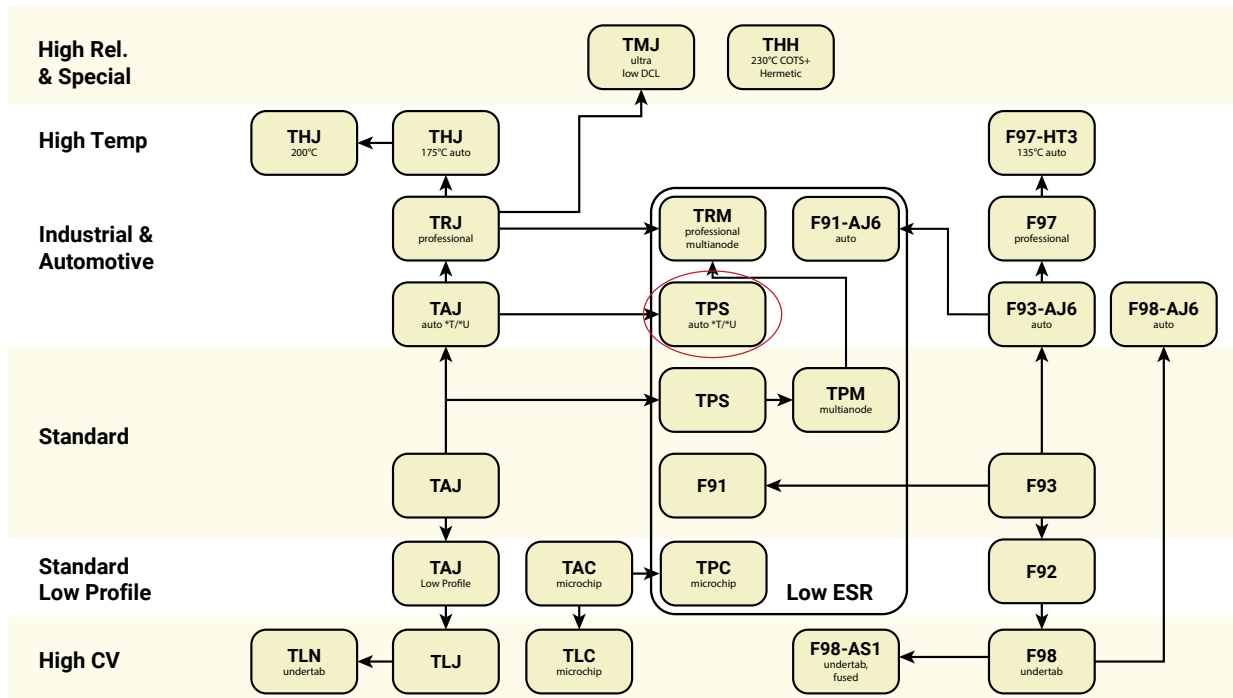 High Rel.
& Special
TMJ
ultra
low DCL
THH
230°C COTS+
Hermetic
High Temp
THJ
200°C
THJ
175°C auto
F97-HT3
135°C auto
Industrial &
Automotive
TRJ
professional
TRM
professional
multianode
F91-AJ6
auto
F97
professional
TAJ
auto *T/*U
TPS
auto *T/*U
F93-AJ6
auto
F98-AJ6
auto
Standard
TPS
TPM
multianode
TAJ
F91
F93
Standard
Low Profile
TAJ
Low Profile
TAC
microchip
TPC
microchip
Low ESR
F92
High CV
TLN
undertab
TLJ
TLC
microchip
F98-AS1
undertab,
fused
F98
undertab